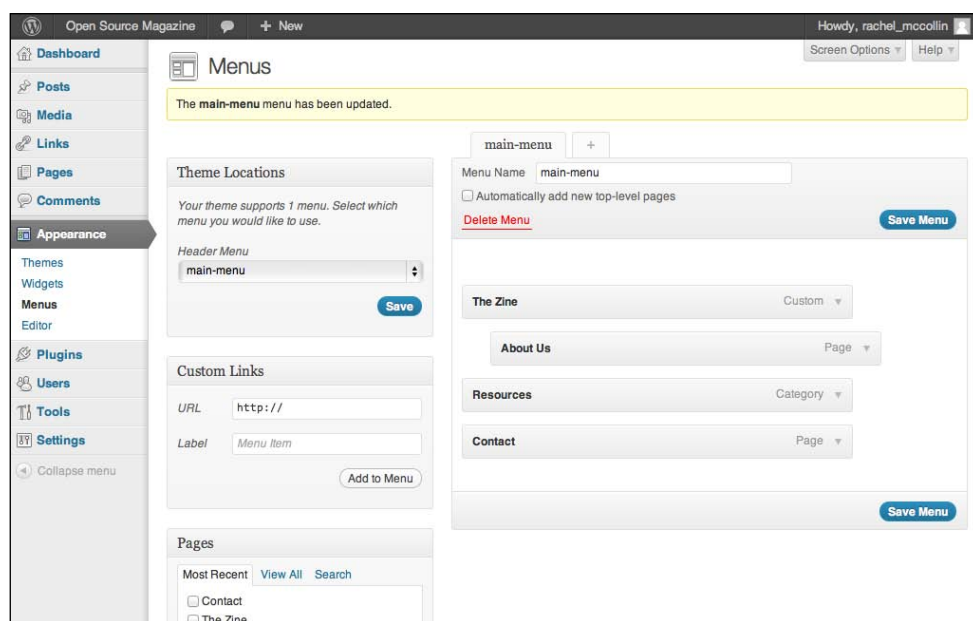 Open Source Magazine + New Howdy, rachel_mccollin
Screen Options Help
Dashboard
Posts
Media
Links
Pages
Comments
Appearance
Themes
Widgets
Menus
Editor
Plugins
Users
Tools
Settings
Collapse menu
Menus
The main-menu menu has been updated.
Theme Locations
Your theme supports 1 menu. Select which
menu you would like to use.
Header Menu
main-menu
Save
Custom Links
URL http://
Label Menu Item
Add to Menu
Pages
Most Recent View All Search
Contact
The Zine
main-menu +
Menu Name main-menu
Automatically add new top-level pages
Delete Menu Save Menu
The Zine Custom
About Us Page
Resources Category
Contact Page
Save Menu